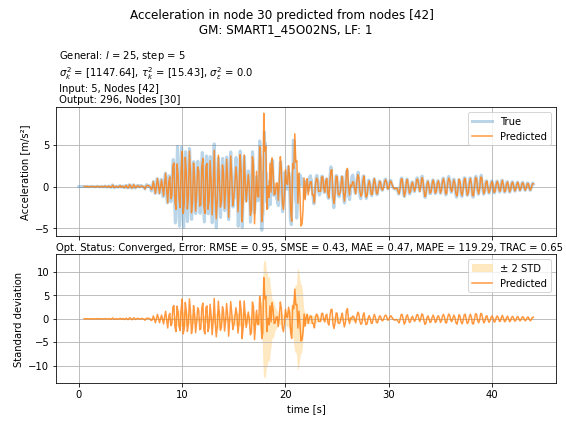 Acceleration in node 30 predicted from nodes [42]
GM: SMART1_45O02NS, LF: 1
General: l = 25, step = 5
σ²ₖ = [1147.64], τ²ₖ = [15.43], σ²ε = 0.0
Input: 5, Nodes [42]
Output: 296, Nodes [30]
Acceleration [m/s²]
5
0
−5
True
Predicted
Opt. Status: Converged, Error: RMSE = 0.95, SMSE = 0.43, MAE = 0.47, MAPE = 119.29, TRAC = 0.65
Standard deviation
10
5
0
−5
−10
± 2 STD
Predicted
0 10 20 30 40
time [s]